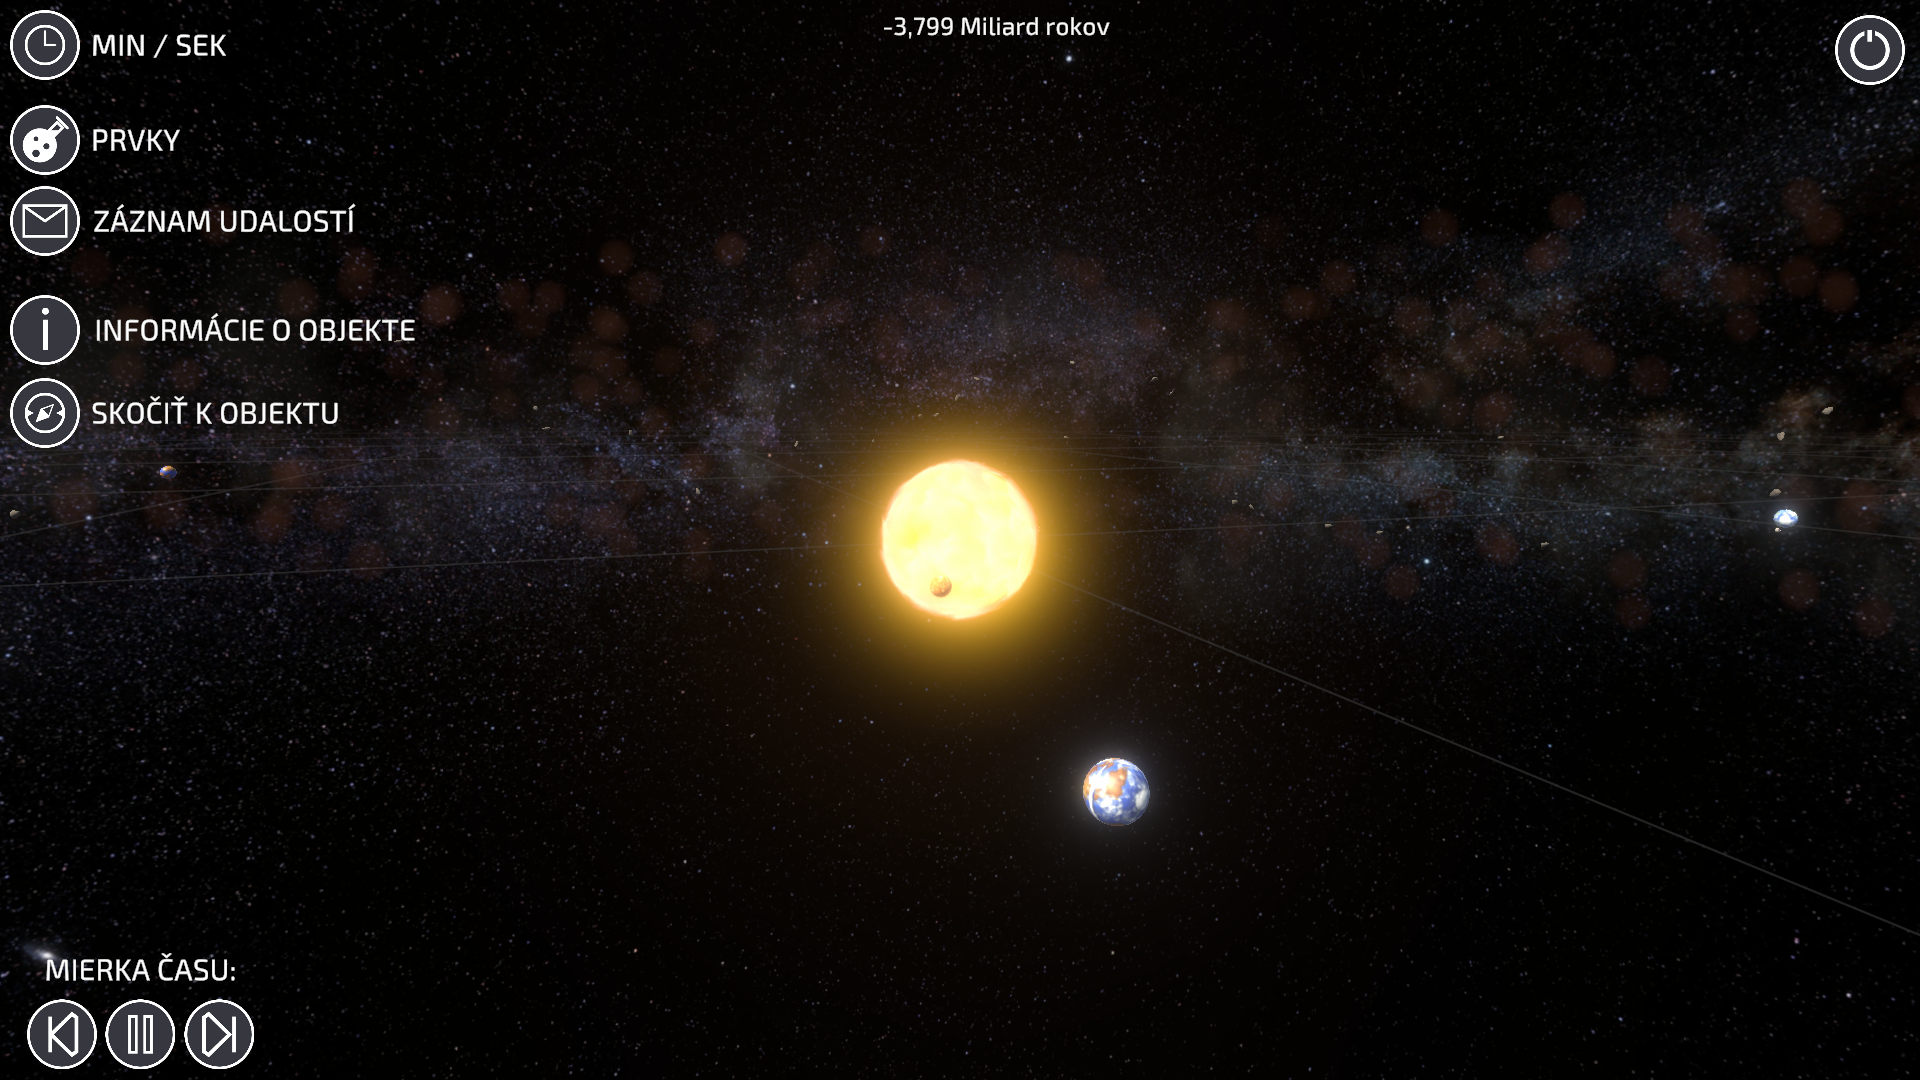 -3,799 Miliard rokov
MIN / SEK
PRVKY
ZÁZNAM UDALOSTÍ
INFORMÁCIE O OBJEKTE
SKOČIŤ K OBJEKTU
MIERKA ČASU: